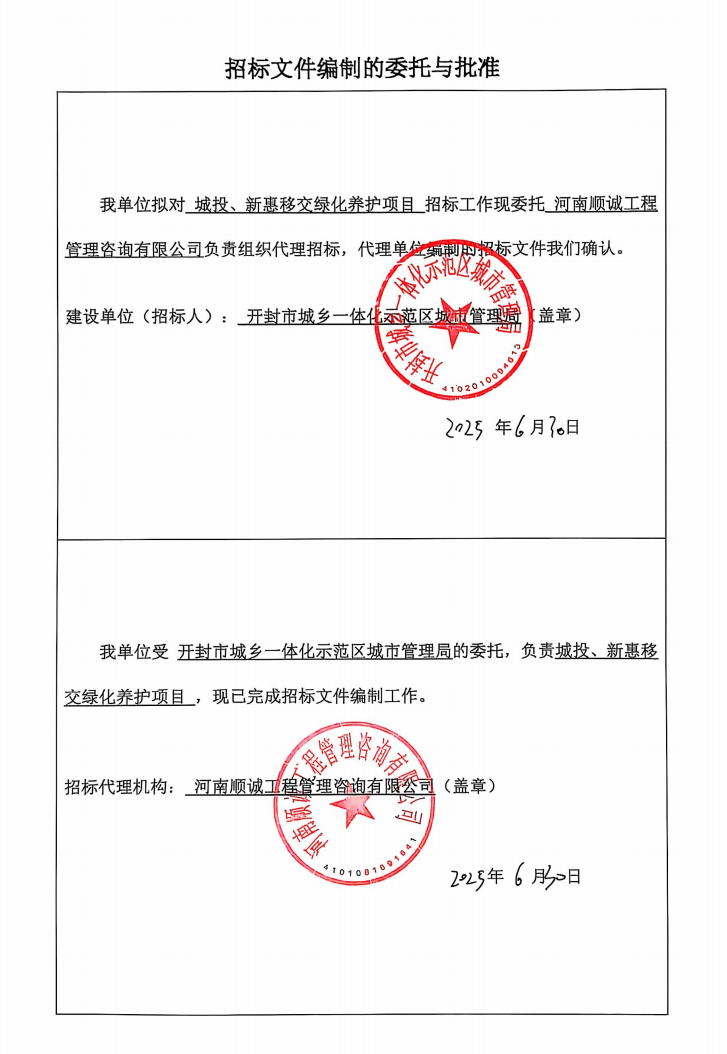 招标文件编制的委托与批准
我单位拟对 城投、新惠移交绿化养护项目 招标工作现委托 河南顺诚工程
管理咨询有限公司负责组织代理招标，代理单位编制的招标文件我们确认。
建设单位（招标人）： 开封市城乡一体化示范区城市管理局（盖章）
开封市城乡一体化示范区城市管理局
4102010094613
2025 年6月30日
我单位受 开封市城乡一体化示范区城市管理局的委托，负责城投、新惠移
交绿化养护项目 ，现已完成招标文件编制工作。
招标代理机构： 河南顺诚工程管理咨询有限公司（盖章）
河南顺诚工程管理咨询有限公司
4101081091641
2025年 6 月30日